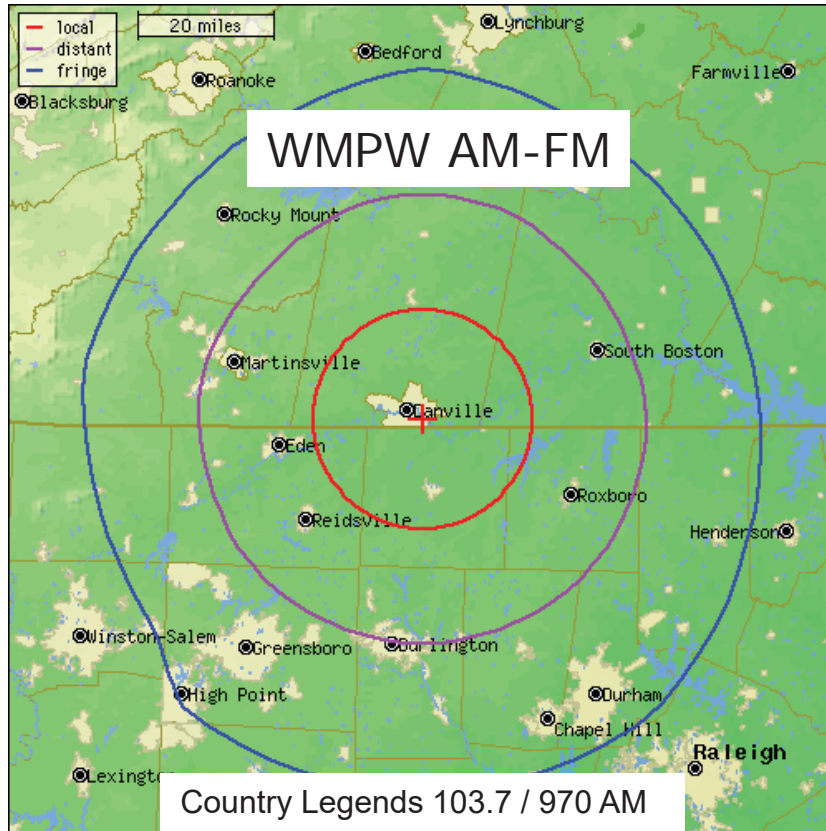 local
distant
fringe
20 miles
Lynchburg
Bedford
Farmville
Roanoke
Blacksburg
WMPW AM-FM
Rocky Mount
South Boston
Martinsville
Danville
Eden
Roxboro
Reidsville
Henderson
Winston-Salem
Greensboro
Burlington
High Point
Durham
Chapel Hill
Raleigh
Lexington
Country Legends 103.7 / 970 AM